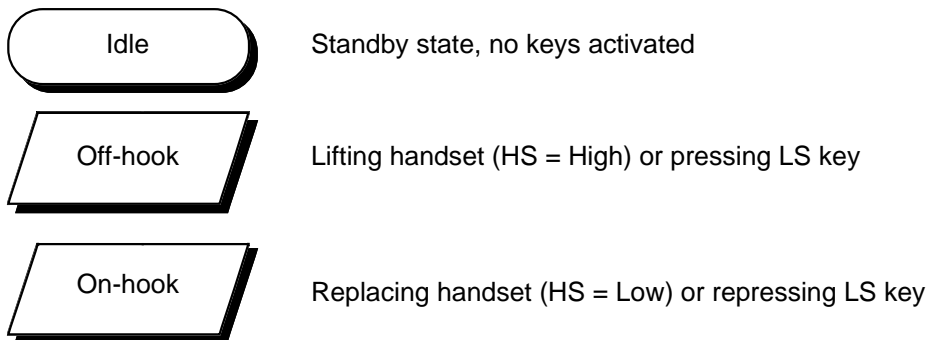 Idle Standby state, no keys activated
Off-hook Lifting handset (HS = High) or pressing LS key
On-hook Replacing handset (HS = Low) or repressing LS key